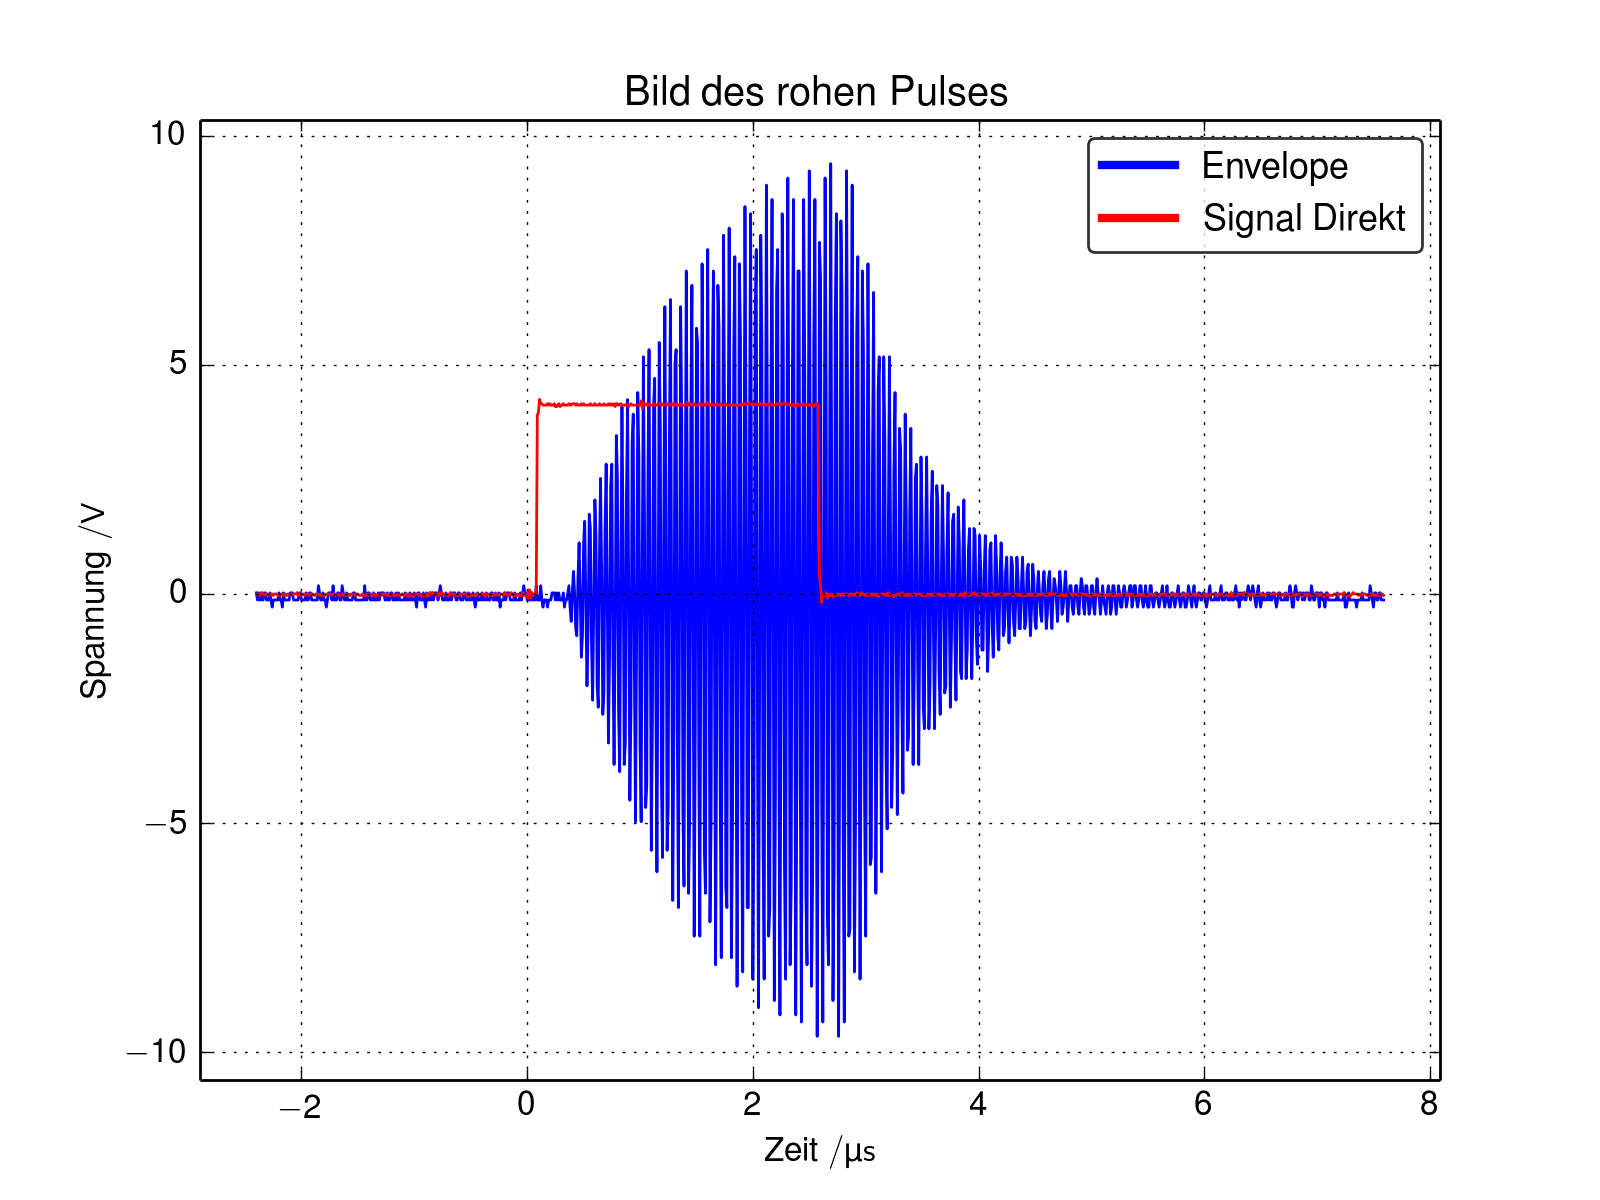 Bild des rohen Pulses
10
5
0
−5
−10
Spannung /V
Envelope
Signal Direkt
−2
0
2
4
6
8
Zeit /µs